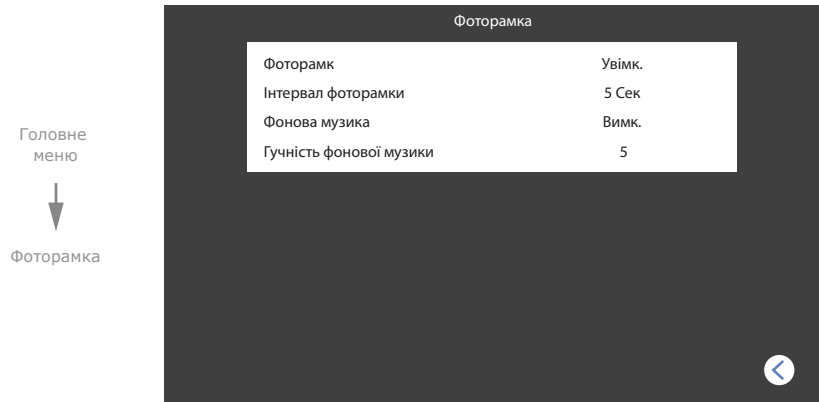 Фоторамка
Фоторамк Увімк.
Інтервал фоторамки 5 Сек
Фонова музика Вимк.
Гучність фонової музики 5
Головне
меню
Фоторамка